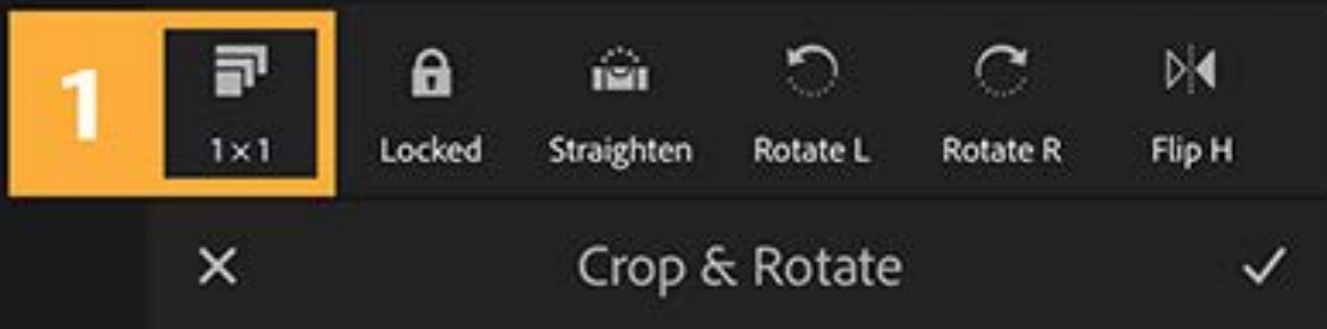 1
1 × 1 Locked Straighten Rotate L Rotate R Flip H
Crop & Rotate